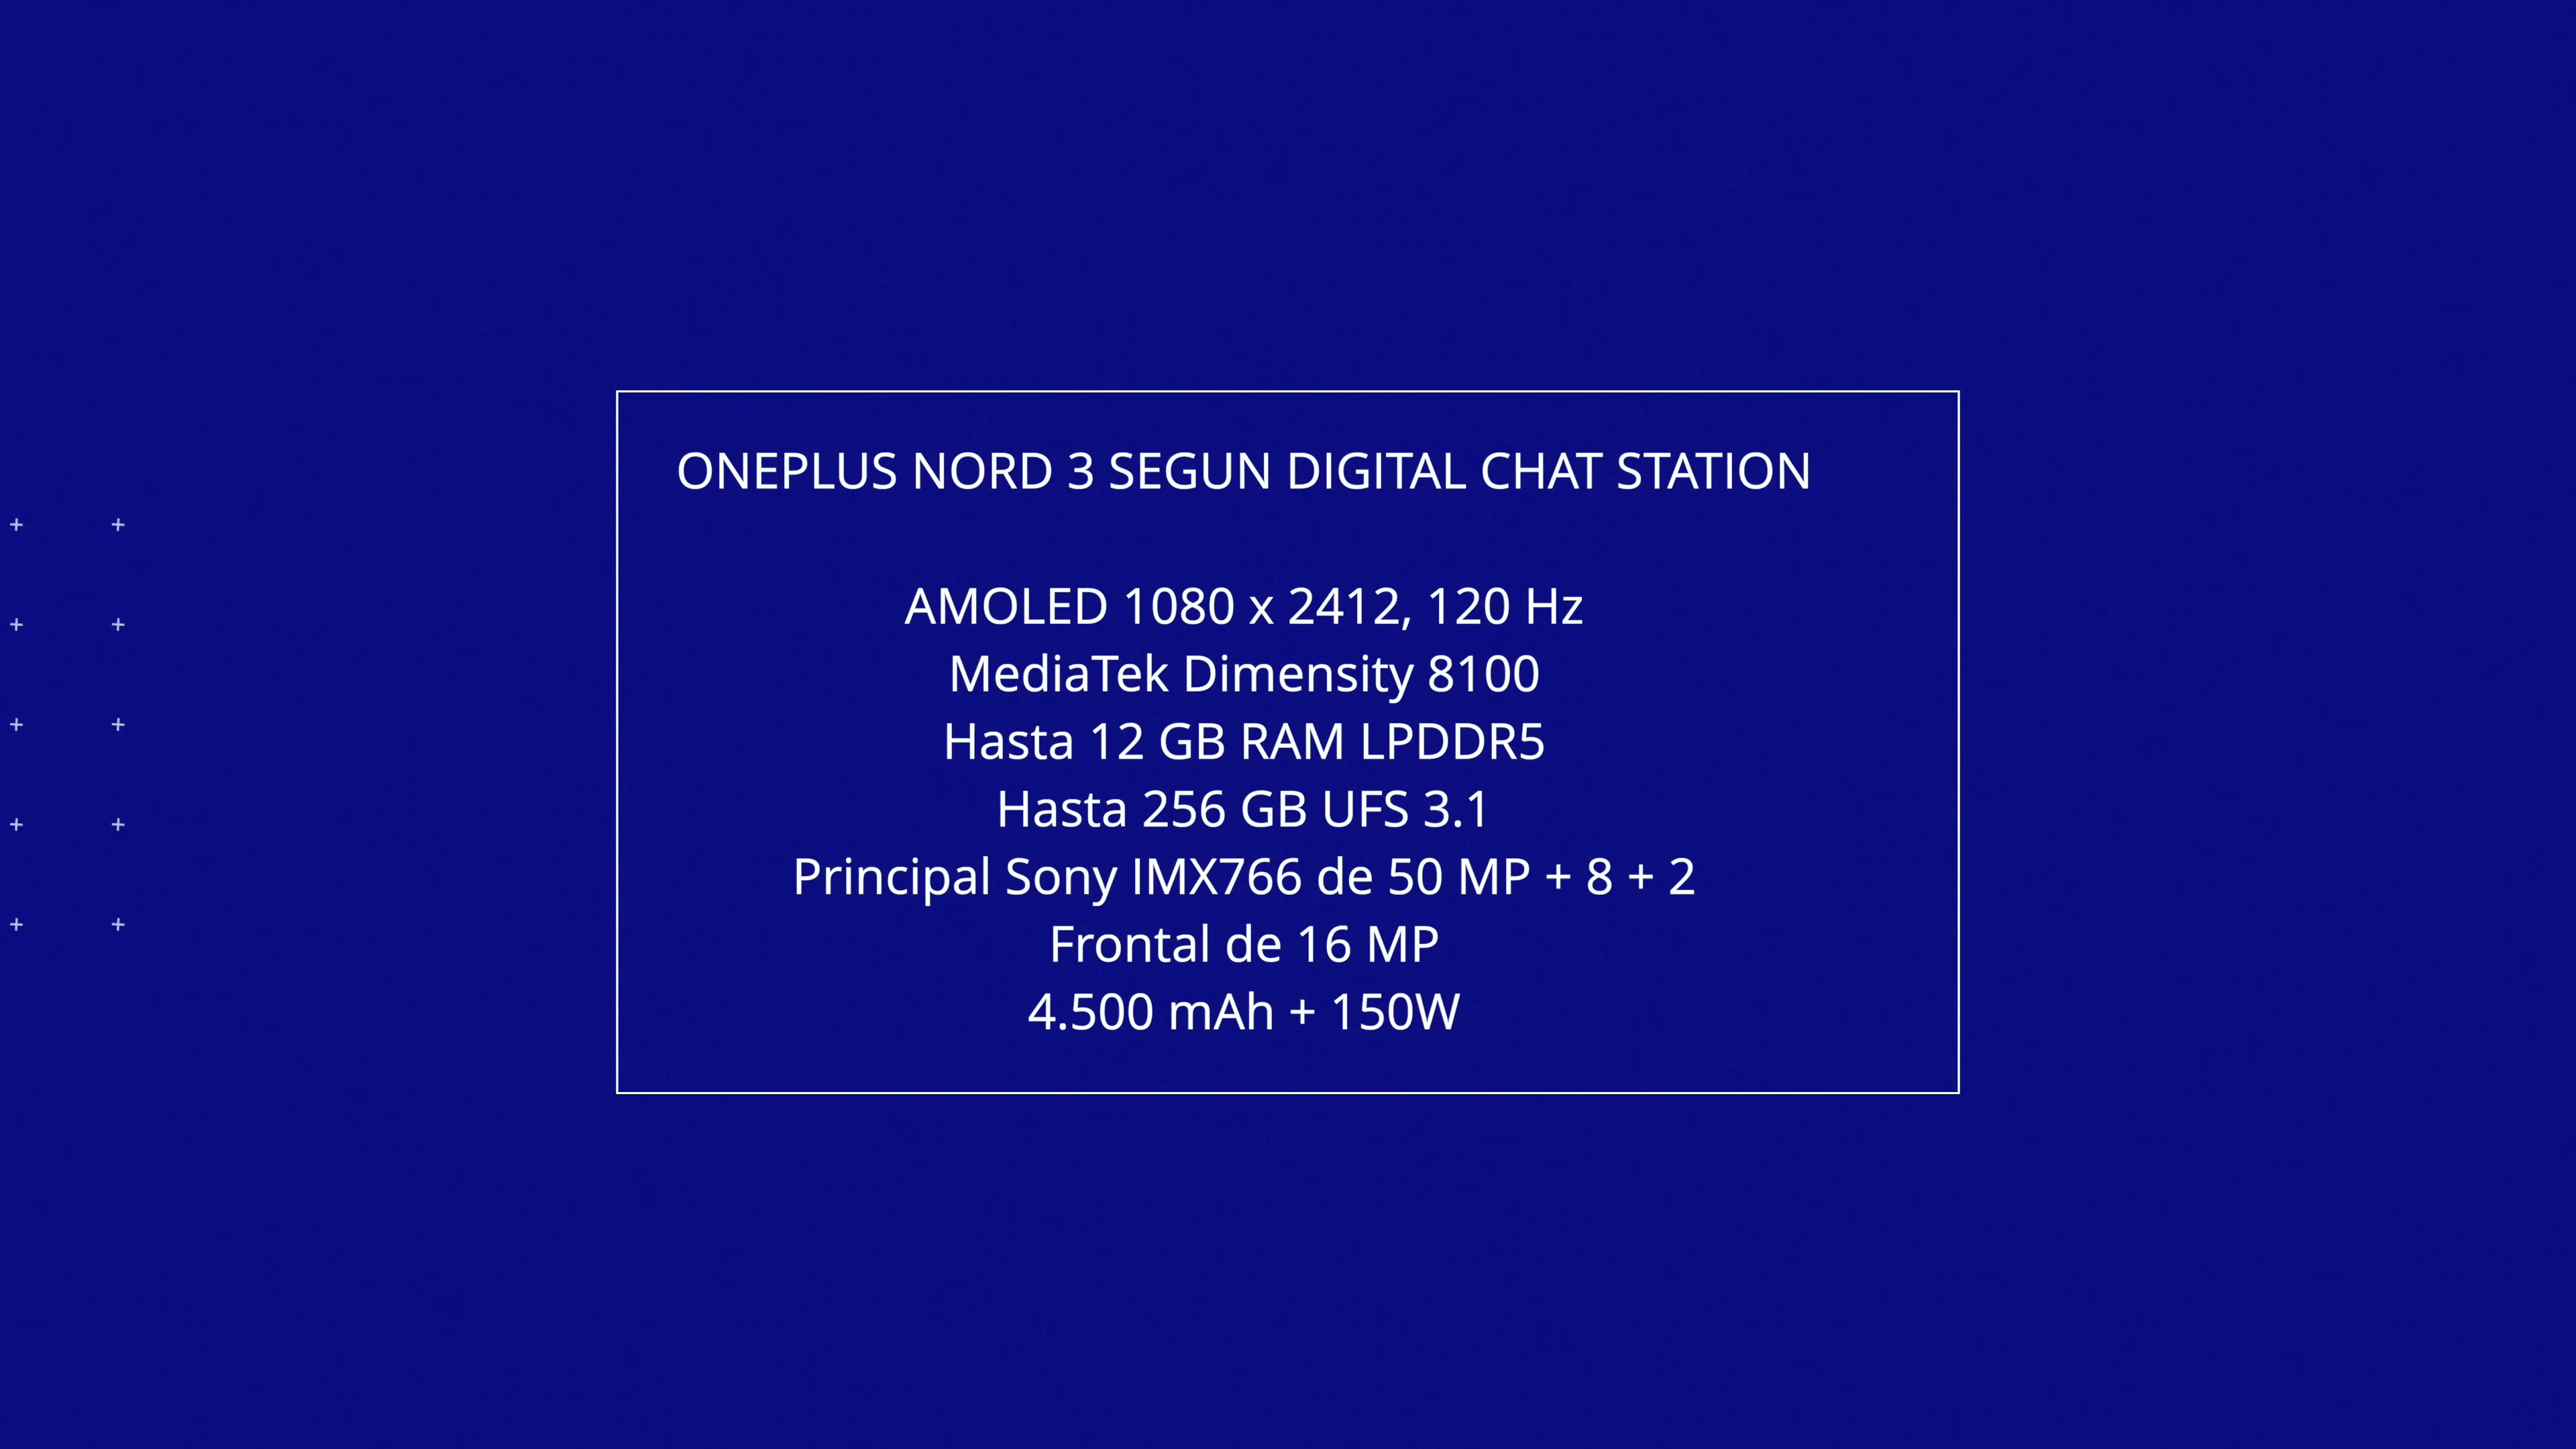 ONEPLUS NORD 3 SEGUN DIGITAL CHAT STATION
AMOLED 1080 x 2412, 120 Hz
MediaTek Dimensity 8100
Hasta 12 GB RAM LPDDR5
Hasta 256 GB UFS 3.1
Principal Sony IMX766 de 50 MP + 8 + 2
Frontal de 16 MP
4.500 mAh + 150W